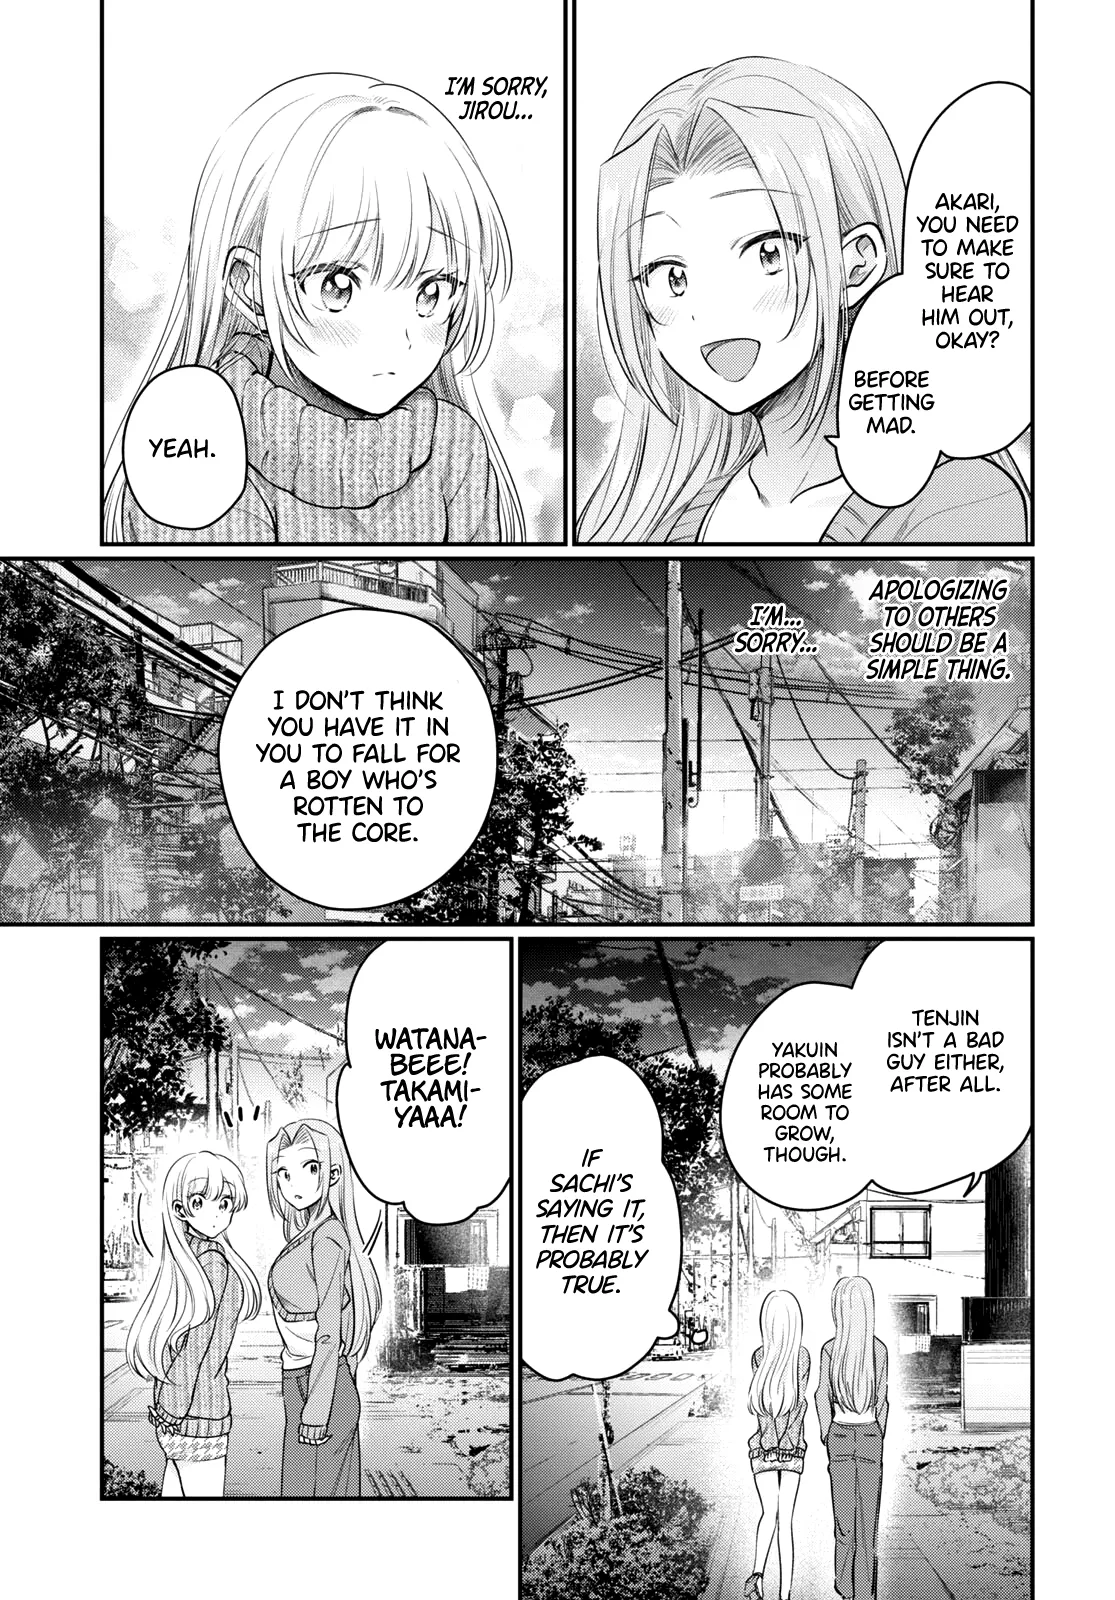 AKARI,
YOU NEED
TO MAKE
SURE TO
HEAR
HIM OUT,
OKAY?
BEFORE
GETTING
MAD.
I'M SORRY,
JIROU...
YEAH.
APOLOGIZING
TO OTHERS
SHOULD BE A
SIMPLE THING.
I'M...
SORRY...
I DON'T THINK
YOU HAVE IT IN
YOU TO FALL FOR
A BOY WHO'S
ROTTEN TO
THE CORE.
TENJIN
ISN'T A BAD
GUY EITHER,
AFTER ALL.
YAKUIN
PROBABLY
HAS SOME
ROOM TO
GROW,
THOUGH.
IF
SACHI'S
SAYING IT,
THEN IT'S
PROBABLY
TRUE.
WATANA-
BEEE!
TAKAMI-
YAAA!